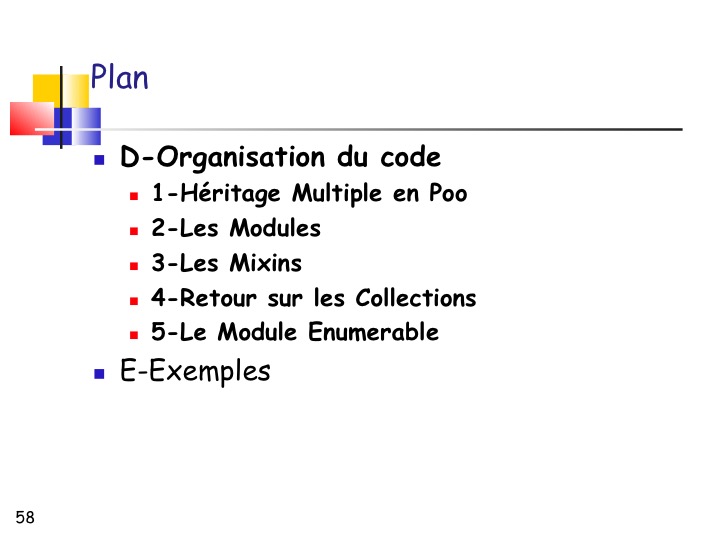 Plan
D-Organisation du code
1-Héritage Multiple en Poo
2-Les Modules
3-Les Mixins
4-Retour sur les Collections
5-Le Module Enumerable
E-Exemples
58